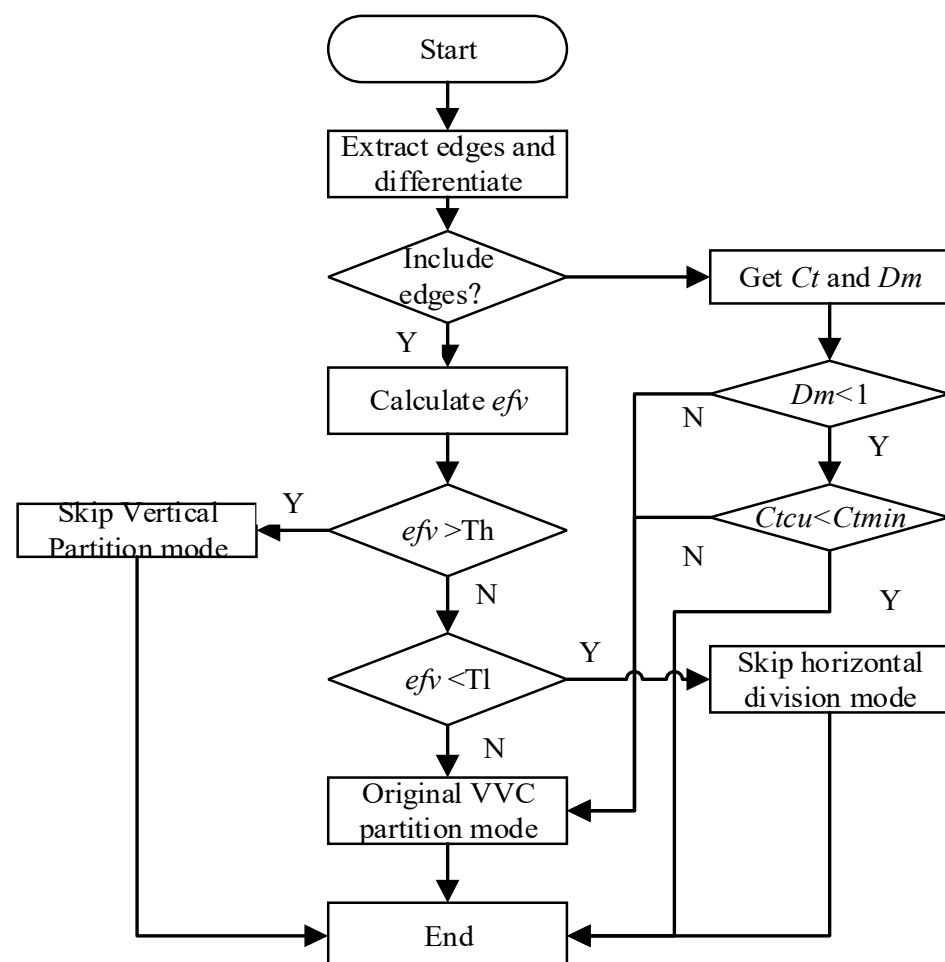 Start
Extract edges and
differentiate
Include
edges?
Get Ct and Dm
Y
Calculate efv
Dm<1
N
Y
Skip Vertical
Partition mode
Y
efv >Th
Ctcu<Ctmin
N
N
Y
efv <Tl
Y
Skip horizontal
division mode
N
Original VVC
partition mode
End